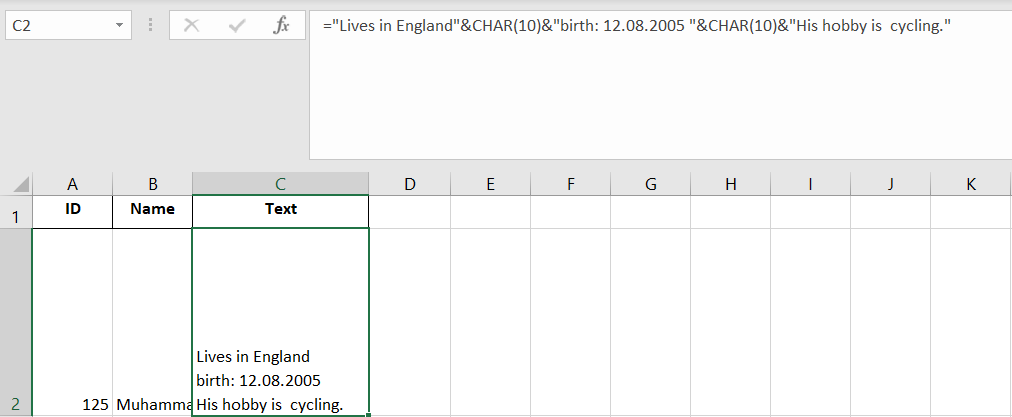 C2
fx ="Lives in England"&CHAR(10)&"birth: 12.08.2005 "&CHAR(10)&"His hobby is  cycling."
A B C D E F G H I J K
1 ID Name Text
Lives in England
birth: 12.08.2005
2 125 Muhamma His hobby is  cycling.